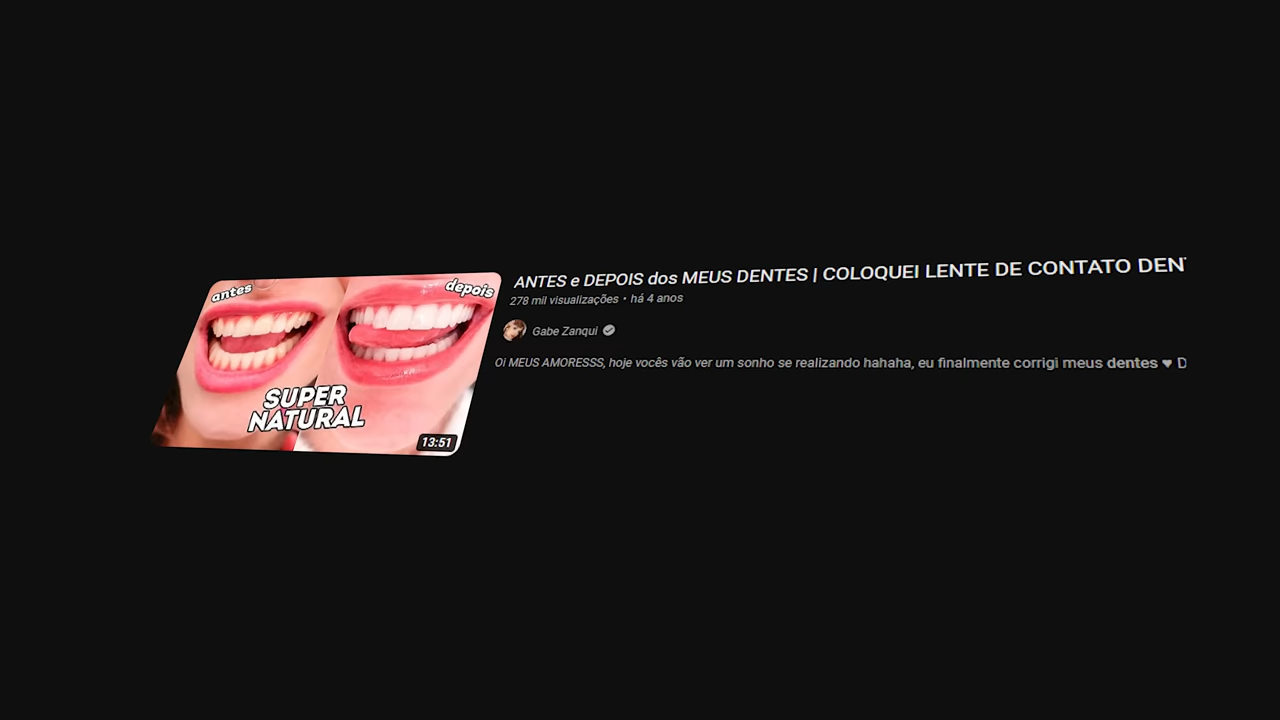 antes
depois
SUPER
NATURAL
13:51
ANTES e DEPOIS dos MEUS DENTES | COLOQUEI LENTE DE CONTATO
278 mil visualizações • há 4 anos
Gabe Zanqui
Oi MEUS AMORESSS, hoje vocês vão ver um sonho se realizando hahaha, eu finalmente corrigi meus dentes ❤ D